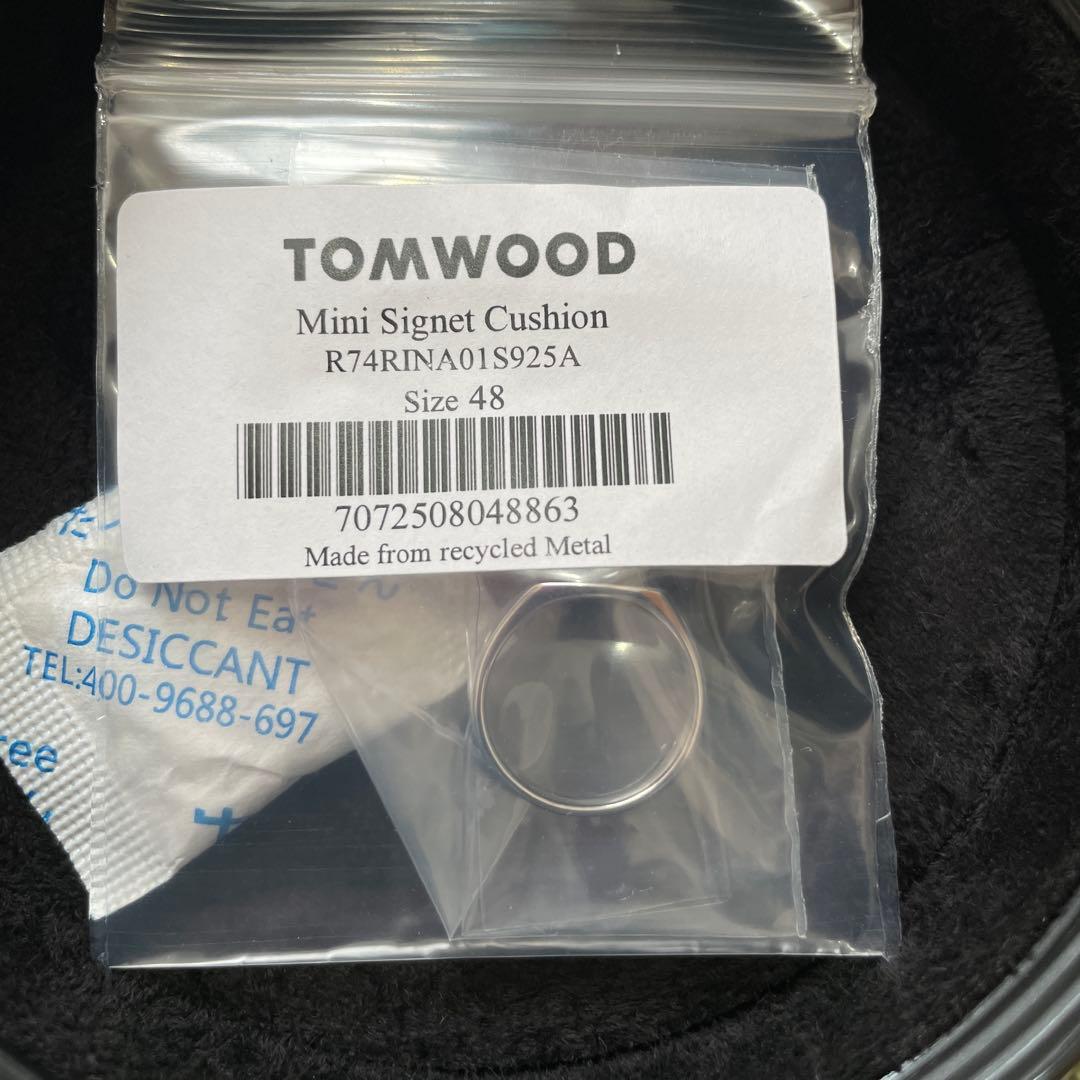 TOMWOOD
Mini Signet Cushion
R74RINA01S925A
Size 48
7072508048863
Made from recycled Metal
Do Not Eat
DESICCANT
TEL:400-9688-697
ree